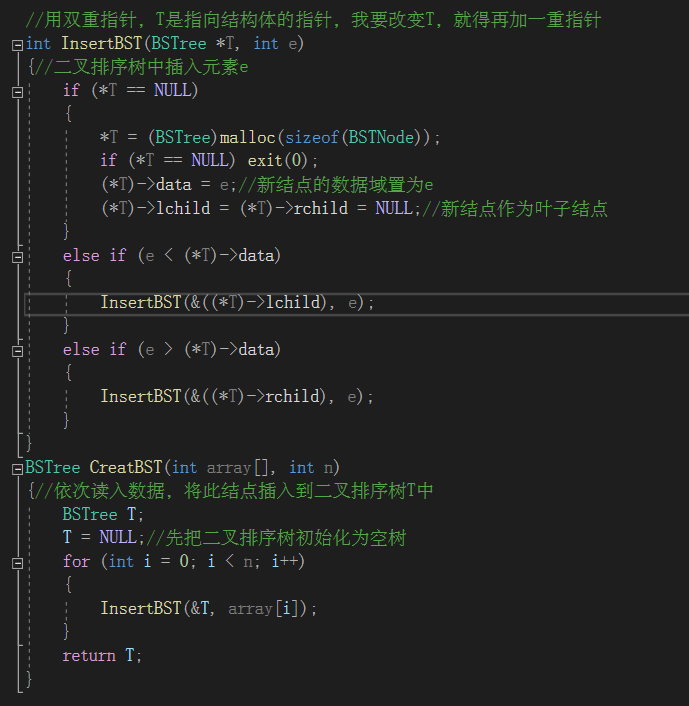 //用双重指针，T是指向结构体的指针，我要改变T，就得再加一重指针
int InsertBST(BSTree *T, int e)
{//二叉排序树中插入元素e
    if (*T == NULL)
    {
        *T = (BSTree)malloc(sizeof(BSTNode));
        if (*T == NULL) exit(0);
        (*T)->data = e;//新结点的数据域置为e
        (*T)->lchild = (*T)->rchild = NULL;//新结点作为叶子结点
    }
    else if (e < (*T)->data)
    {
        InsertBST(&((*T)->lchild), e);
    }
    else if (e > (*T)->data)
    {
        InsertBST(&((*T)->rchild), e);
    }
}
BSTree CreatBST(int array[], int n)
{//依次读入数据，将此结点插入到二叉排序树T中
    BSTree T;
    T = NULL;//先把二叉排序树初始化为空树
    for (int i = 0; i < n; i++)
    {
        InsertBST(&T, array[i]);
    }
    return T;
}